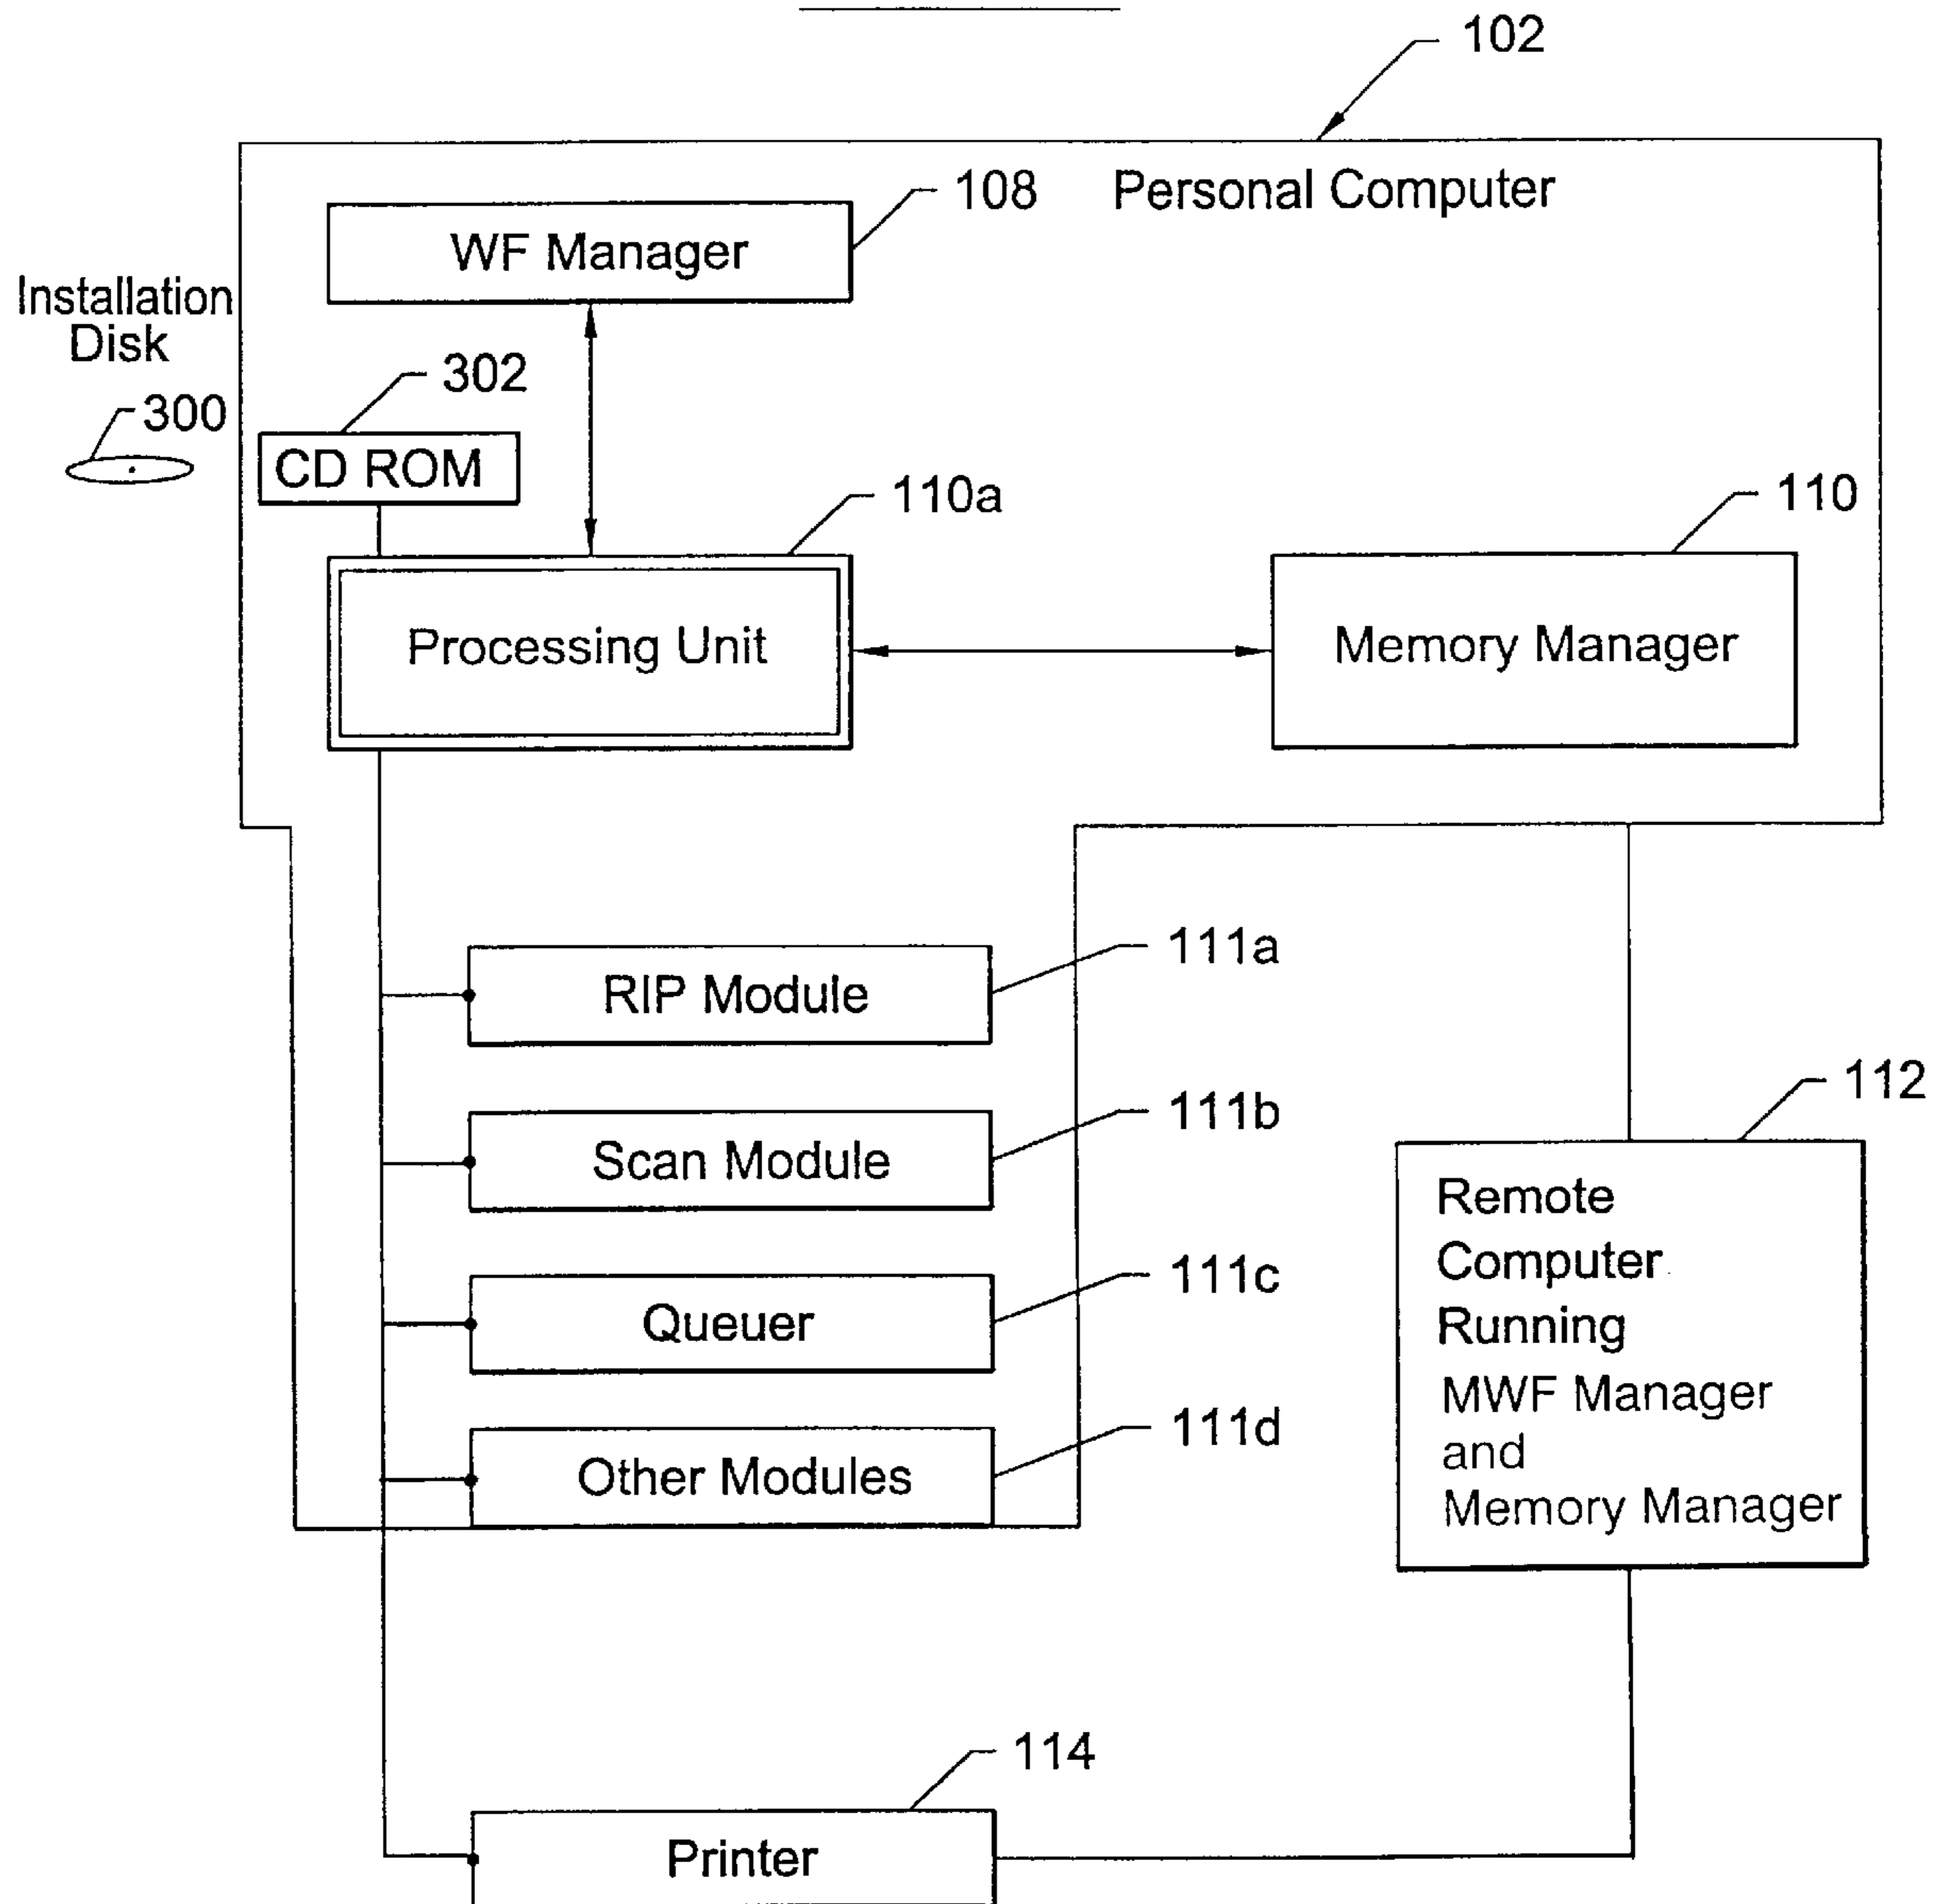 102
Personal Computer
108
WF Manager
Installation
Disk
300
302
CD ROM
110a
Processing Unit
110
Memory Manager
111a
RIP Module
111b
Scan Module
111c
Queuer
111d
Other Modules
112
Remote
Computer
Running
MWF Manager
and
Memory Manager
114
Printer